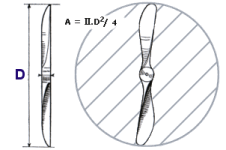 A = II.D²/ 4
D